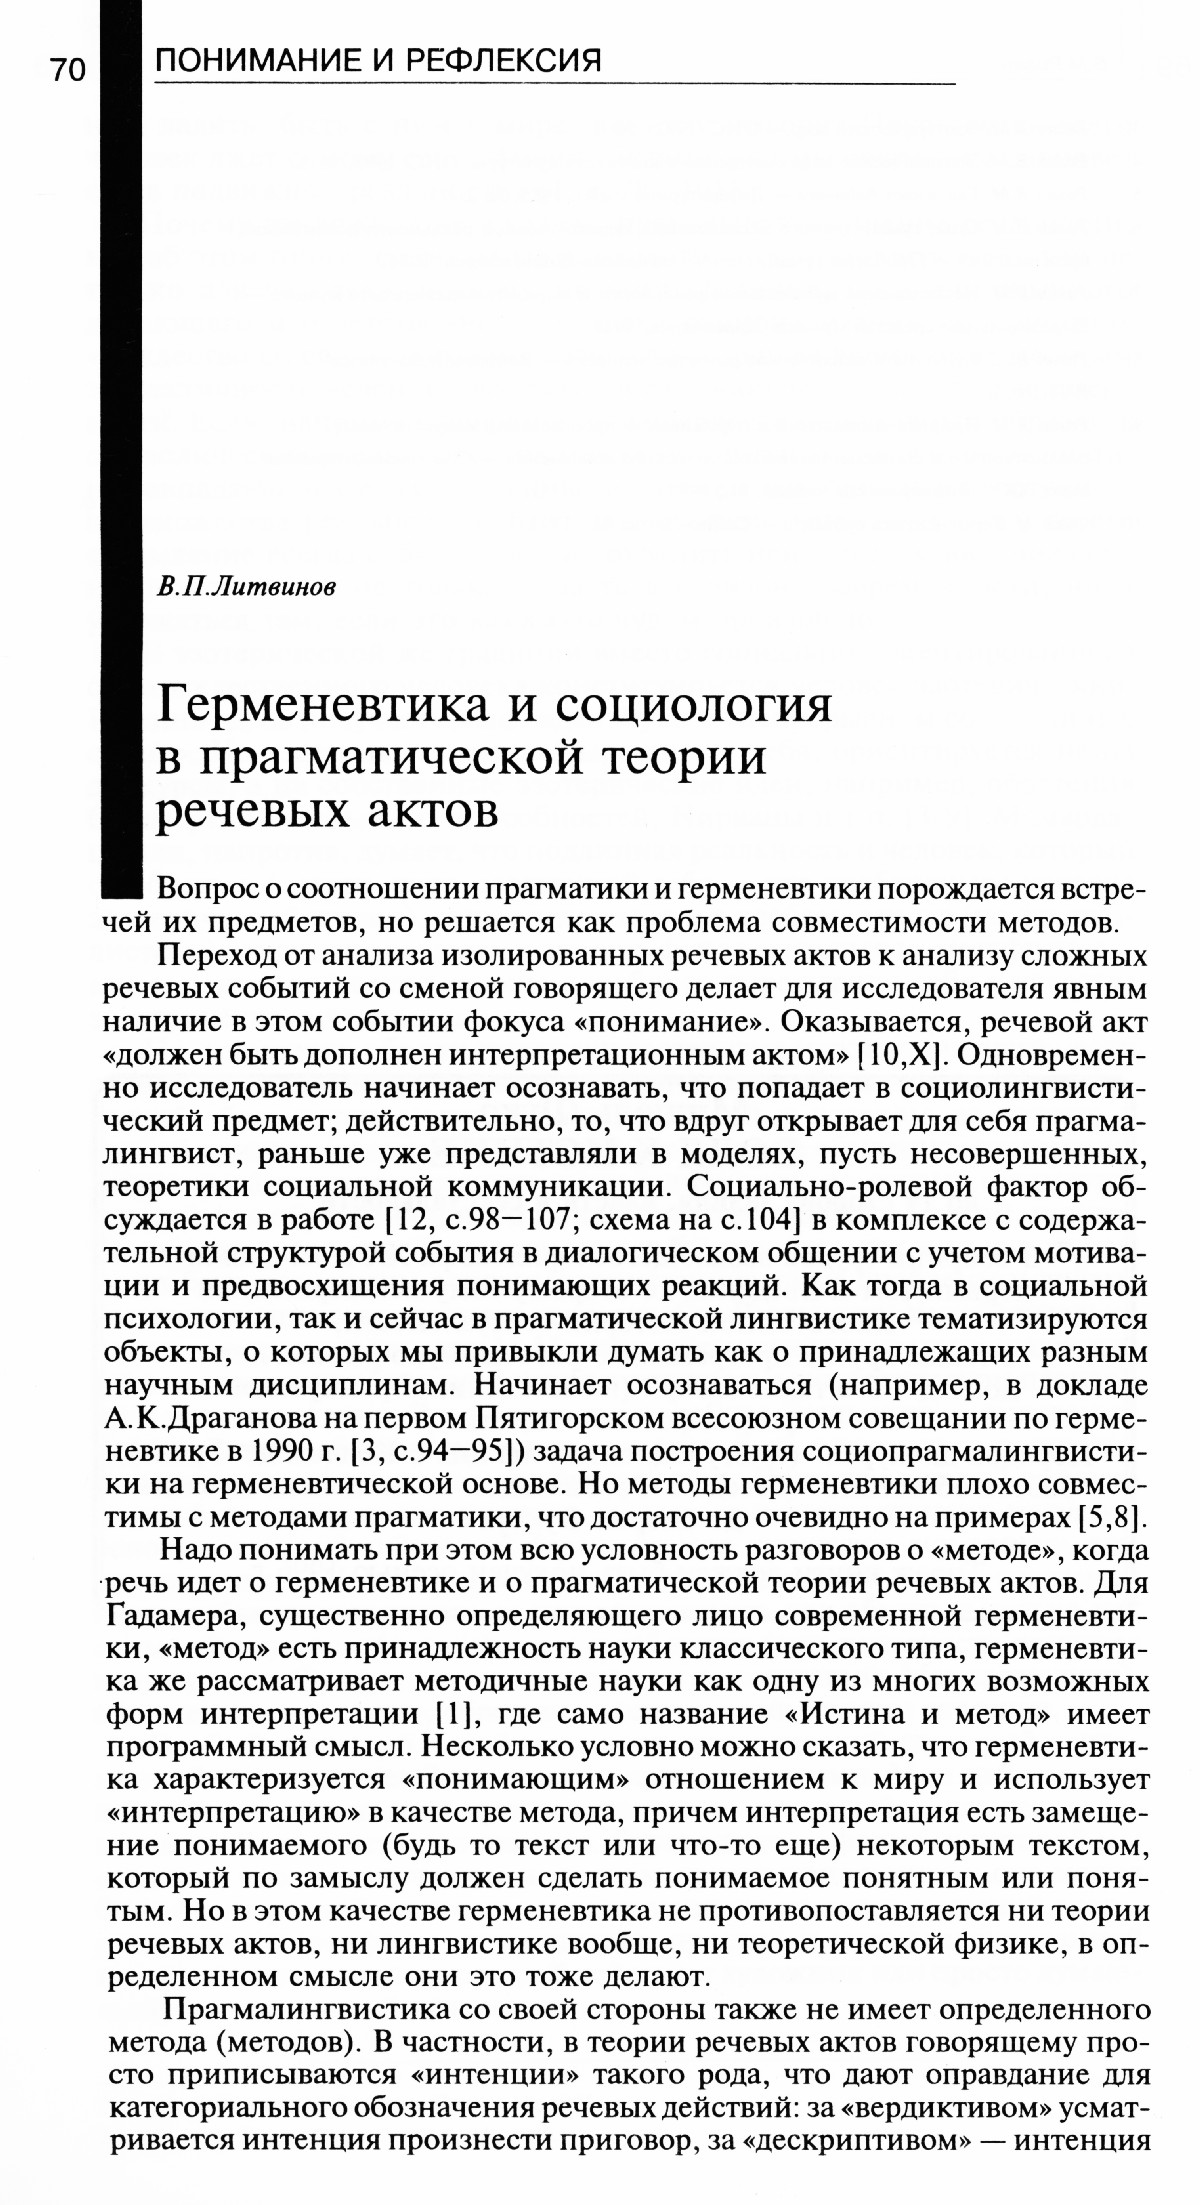 70
ПОНИМАНИЕ И РЕФЛЕКСИЯ
В.П.Литвинов
Герменевтика и социология
в прагматической теории
речевых актов
Вопрос о соотношении прагматики и герменевтики порождается встре-
чей их предметов, но решается как проблема совместимости методов.
Переход от анализа изолированных речевых актов к анализу сложных
речевых событий со сменой говорящего делает для исследователя явным
наличие в этом событии фокуса «понимание». Оказывается, речевой акт
«должен быть дополнен интерпретационным актом» [10,X]. Одновремен-
но исследователь начинает осознавать, что попадает в социолингвисти-
ческий предмет; действительно, то, что вдруг открывает для себя прагма-
лингвист, раньше уже представляли в моделях, пусть несовершенных,
теоретики социальной коммуникации. Социально-ролевой фактор об-
суждается в работе [12, с.98—107; схема на с.104] в комплексе с содержа-
тельной структурой события в диалогическом общении с учетом мотива-
ции и предвосхищения понимающих реакций. Как тогда в социальной
психологии, так и сейчас в прагматической лингвистике тематизируются
объекты, о которых мы привыкли думать как о принадлежащих разным
научным дисциплинам. Начинает осознаваться (например, в докладе
А.К.Драганова на первом Пятигорском всесоюзном совещании по герме-
невтике в 1990 г. [3, с.94—95]) задача построения социопрагмалингвисти-
ки на герменевтической основе. Но методы герменевтики плохо совмес-
тимы с методами прагматики, что достаточно очевидно на примерах [5,8].
Надо понимать при этом всю условность разговоров о «методе», когда
речь идет о герменевтике и о прагматической теории речевых актов. Для
Гадамера, существенно определяющего лицо современной герменевти-
ки, «метод» есть принадлежность науки классического типа, герменевти-
ка же рассматривает методичные науки как одну из многих возможных
форм интерпретации [1], где само название «Истина и метод» имеет
программный смысл. Несколько условно можно сказать, что герменевти-
ка характеризуется «понимающим» отношением к миру и использует
«интерпретацию» в качестве метода, причем интерпретация есть замеще-
ние понимаемого (будь то текст или что-то еще) некоторым текстом,
который по замыслу должен сделать понимаемое понятным или поня-
тым. Но в этом качестве герменевтика не противопоставляется ни теории
речевых актов, ни лингвистике вообще, ни теоретической физике, в оп-
ределенном смысле они это тоже делают.
Прагмалингвистика со своей стороны также не имеет определенного
метода (методов). В частности, в теории речевых актов говорящему про-
сто приписываются «интенции» такого рода, что дают оправдание для
категориального обозначения речевых действий: за «вердиктивом» усмат-
ривается интенция произнести приговор, за «дескриптивом» — интенция